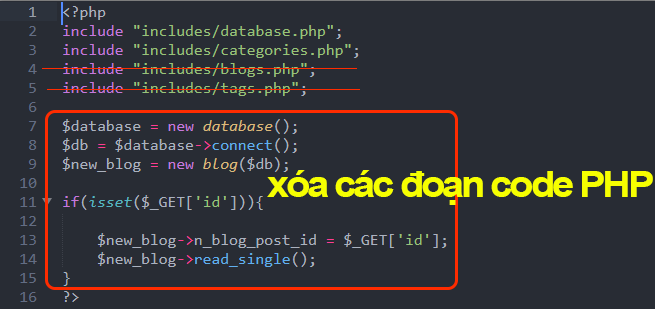 1 <?php
2 include "includes/database.php";
3 include "includes/categories.php";
4 include "includes/blogs.php";
5 include "includes/tags.php";
6
7 $database = new database();
8 $db = $database->connect();
9 $new_blog = new blog($db);
10
xóa các đoạn code PHP
11 if(isset($_GET['id'])){
12
13 $new_blog->n_blog_post_id = $_GET['id'];
14 $new_blog->read_single();
15 }
16 ?>